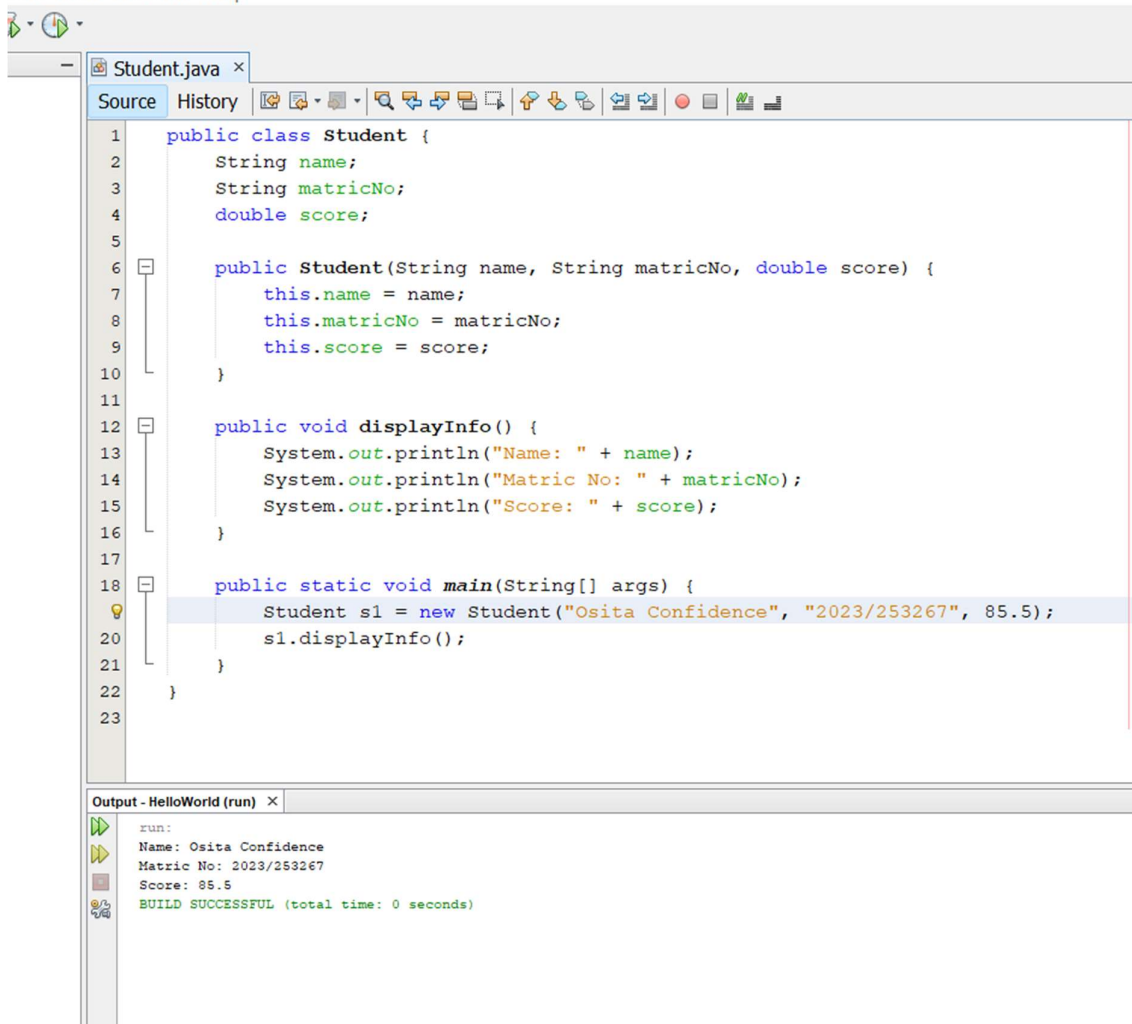 Student.java ×
Source History
1 public class Student {
2     String name;
3     String matricNo;
4     double score;
5
6     public Student(String name, String matricNo, double score) {
7         this.name = name;
8         this.matricNo = matricNo;
9         this.score = score;
10     }
11
12     public void displayInfo() {
13         System.out.println("Name: " + name);
14         System.out.println("Matric No: " + matricNo);
15         System.out.println("Score: " + score);
16     }
17
18     public static void main(String[] args) {
        Student s1 = new Student("Osita Confidence", "2023/253267", 85.5);
20         s1.displayInfo();
21     }
22 }
23
Output - HelloWorld (run) ×
run:
Name: Osita Confidence
Matric No: 2023/253267
Score: 85.5
BUILD SUCCESSFUL (total time: 0 seconds)